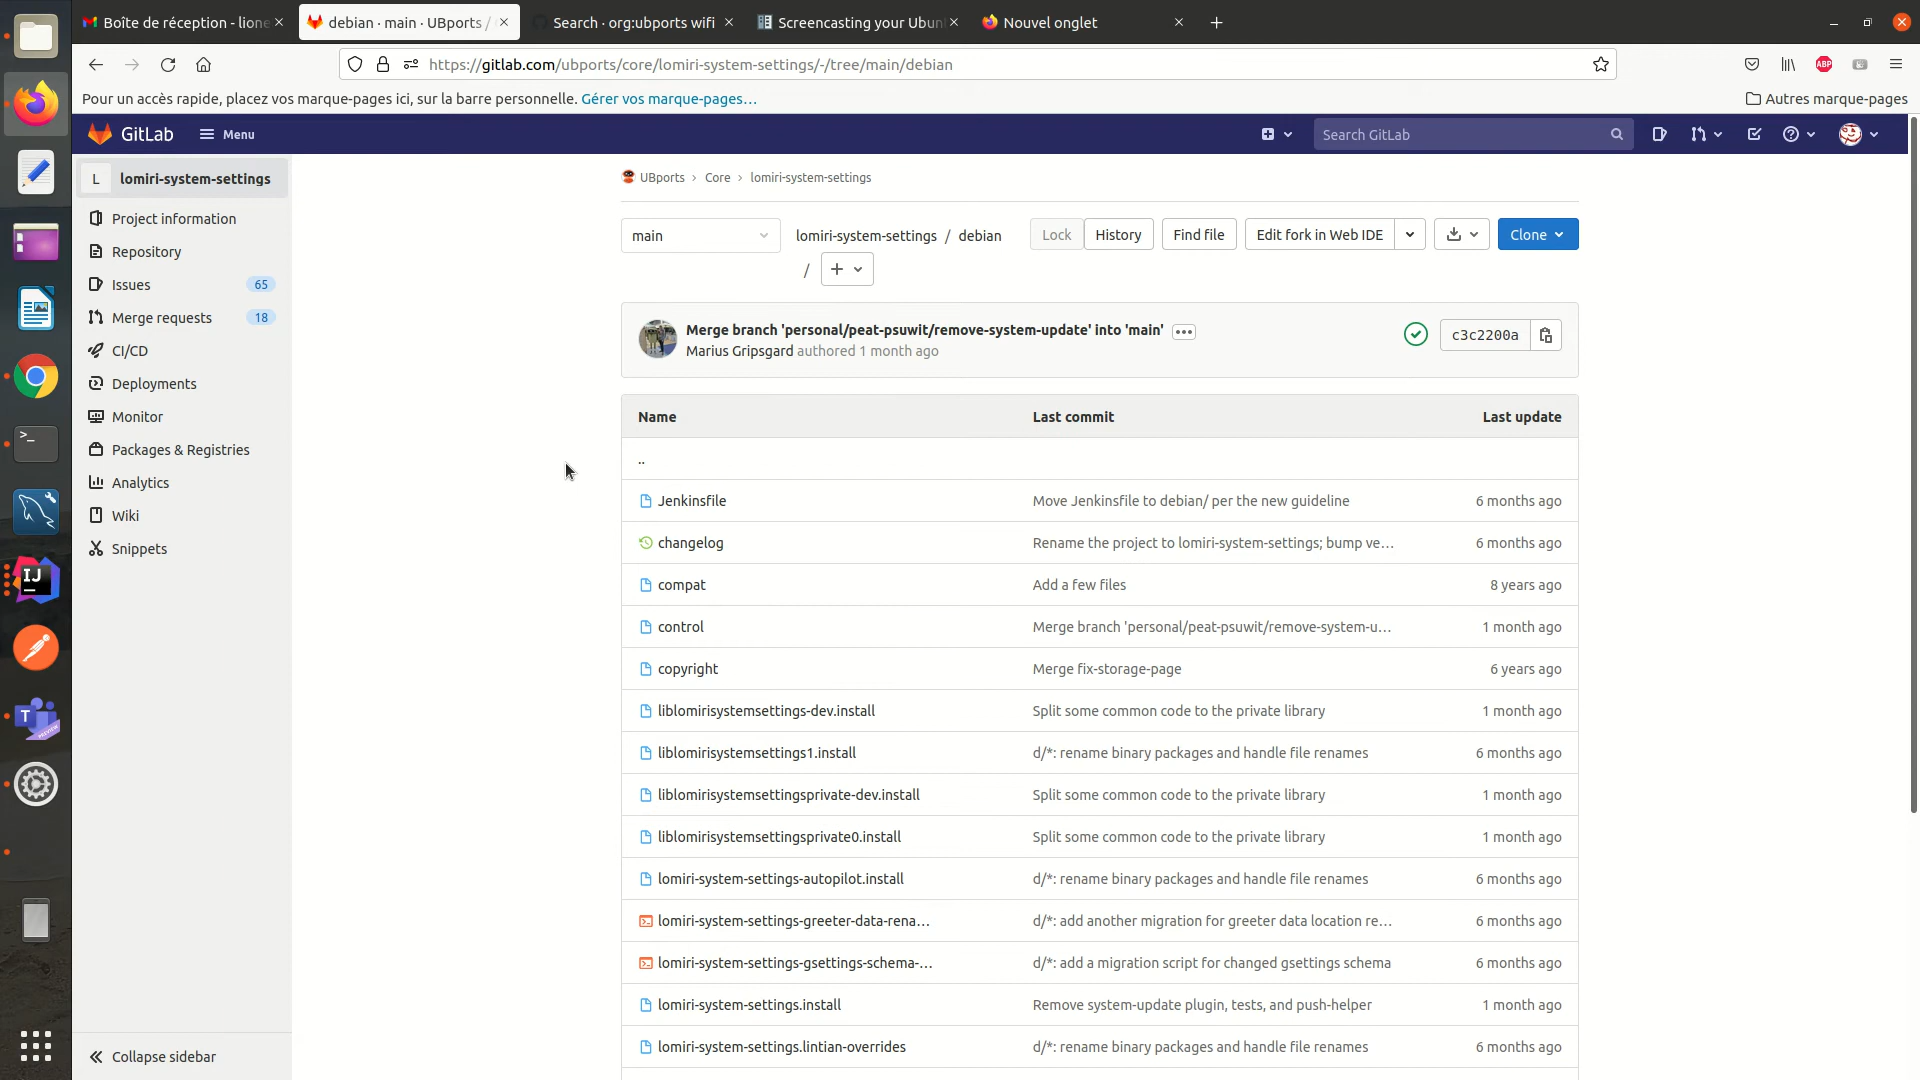 Boîte de réception - lione
debian · main · UBports /
Search · org:ubports wifi
Screencasting your Ubun
Nouvel onglet
https://gitlab.com/ubports/core/lomiri-system-settings/-/tree/main/debian
ABP
Pour un accès rapide, placez vos marque-pages ici, sur la barre personnelle. Gérer vos marque-pages…
Autres marque-pages
GitLab
Menu
Search GitLab
L lomiri-system-settings
Project information
Repository
Issues 65
Merge requests 18
CI/CD
Deployments
Monitor
Packages & Registries
Analytics
Wiki
Snippets
Collapse sidebar
UBports › Core › lomiri-system-settings
main
lomiri-system-settings / debian
/ +
Lock
History
Find file
Edit fork in Web IDE
Clone
Merge branch 'personal/peat-psuwit/remove-system-update' into 'main'
Marius Gripsgard authored 1 month ago
c3c2200a
Name Last commit Last update
..
Jenkinsfile Move Jenkinsfile to debian/ per the new guideline 6 months ago
changelog Rename the project to lomiri-system-settings; bump ve… 6 months ago
compat Add a few files 8 years ago
control Merge branch 'personal/peat-psuwit/remove-system-u… 1 month ago
copyright Merge fix-storage-page 6 years ago
liblomirisystemsettings-dev.install Split some common code to the private library 1 month ago
liblomirisystemsettings1.install d/*: rename binary packages and handle file renames 6 months ago
liblomirisystemsettingsprivate-dev.install Split some common code to the private library 1 month ago
liblomirisystemsettingsprivate0.install Split some common code to the private library 1 month ago
lomiri-system-settings-autopilot.install d/*: rename binary packages and handle file renames 6 months ago
lomiri-system-settings-greeter-data-rena… d/*: add another migration for greeter data location re… 6 months ago
lomiri-system-settings-gsettings-schema-… d/*: add a migration script for changed gsettings schema 6 months ago
lomiri-system-settings.install Remove system-update plugin, tests, and push-helper 1 month ago
lomiri-system-settings.lintian-overrides d/*: rename binary packages and handle file renames 6 months ago
>_
IJ
T